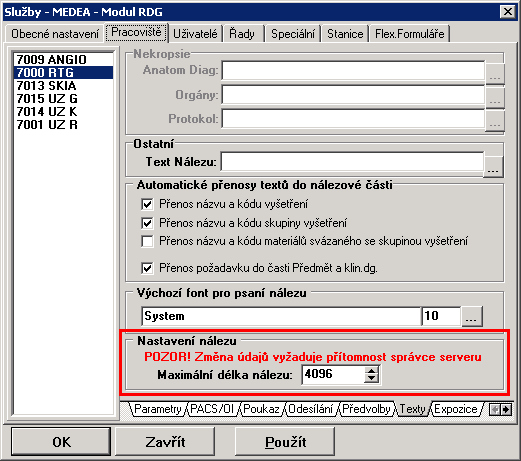 Služby - MEDEA - Modul RDG
Obecné nastavení Pracoviště Uživatelé Řady Speciální Stanice Flex.Formuláře
7009 ANGIO
7000 RTG
7013 SKIA
7015 UZ G
7014 UZ K
7001 UZ R
Nekropsie
Anatom Diag: ...
Orgány: ...
Protokol: ...
Ostatní
Text Nálezu: ...
Automatické přenosy textů do nálezové části
Přenos názvu a kódu vyšetření
Přenos názvu a kódu skupiny vyšetření
Přenos názvu a kódu materiálů svázaného se skupinou vyšetření
Přenos požadavku do časti Předmět a klin.dg.
Výchozí font pro psaní nálezu
System 10 ...
Nastavení nálezu
POZOR! Změna údajů vyžaduje přítomnost správce serveru
Maximální délka nálezu: 4096
Parametry PACS/OI Poukaz Odesílání Předvolby Texty Expozice
OK Zavřít Použít